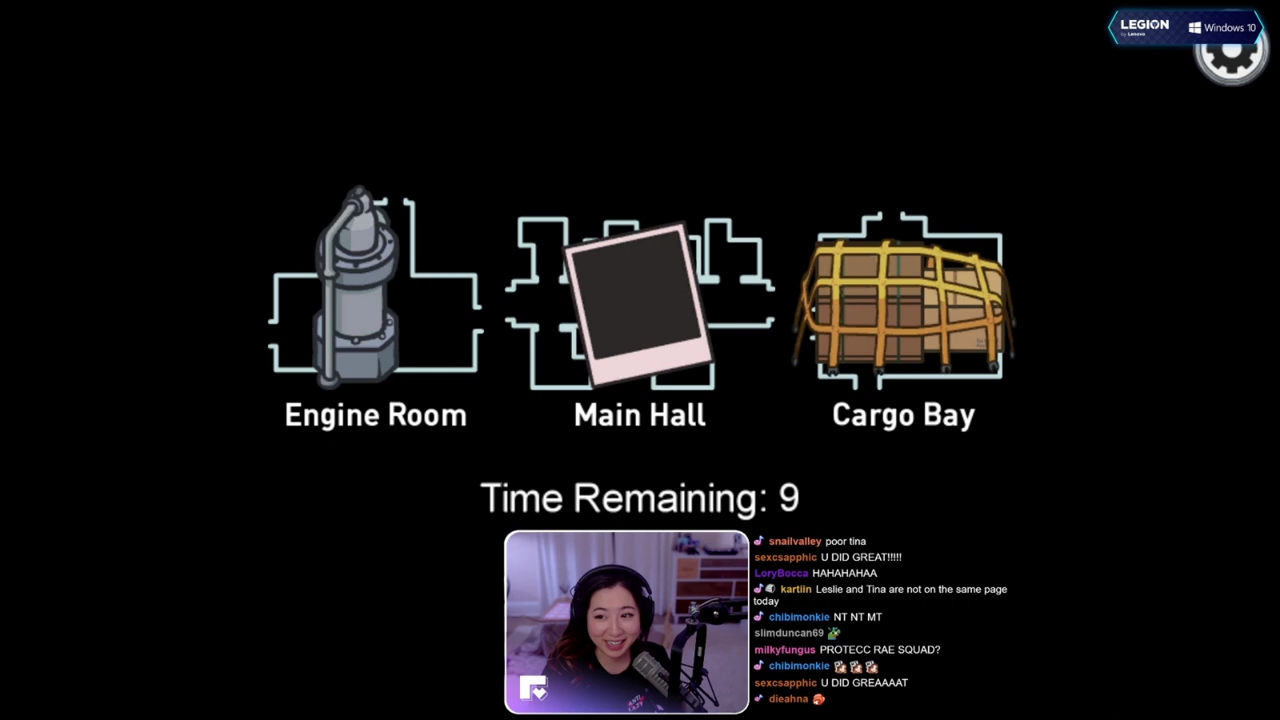 LEGION
by Lenovo
Windows 10
Engine Room
Main Hall
Cargo Bay
Time Remaining: 9
snailvalley poor tina
sexcsapphic U DID GREAT!!!!!
LoryBocca HAHAHAHAA
kartiin Leslie and Tina are not on the same page
today
chibimonkie NT NT MT
slimduncan69
milkyfungus PROTECC RAE SQUAD?
chibimonkie
sexcsapphic U DID GREAAAAT
dieahna